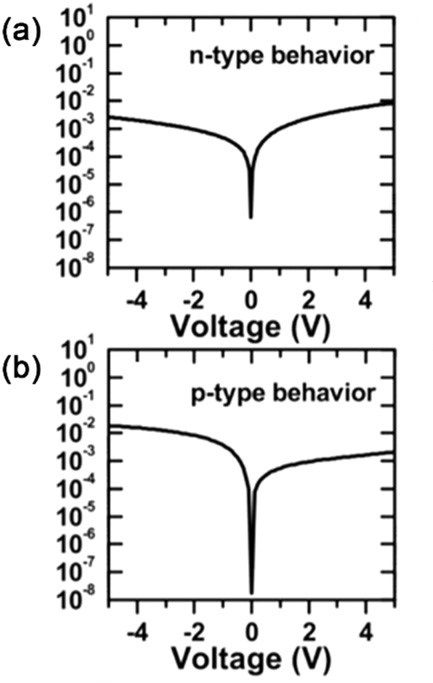 (a)
10¹
10⁰
n-type behavior
10⁻¹
10⁻²
10⁻³
10⁻⁴
10⁻⁵
10⁻⁶
10⁻⁷
10⁻⁸
-4 -2 0 2 4
Voltage (V)
(b)
10¹
10⁰
p-type behavior
10⁻¹
10⁻²
10⁻³
10⁻⁴
10⁻⁵
10⁻⁶
10⁻⁷
10⁻⁸
-4 -2 0 2 4
Voltage (V)